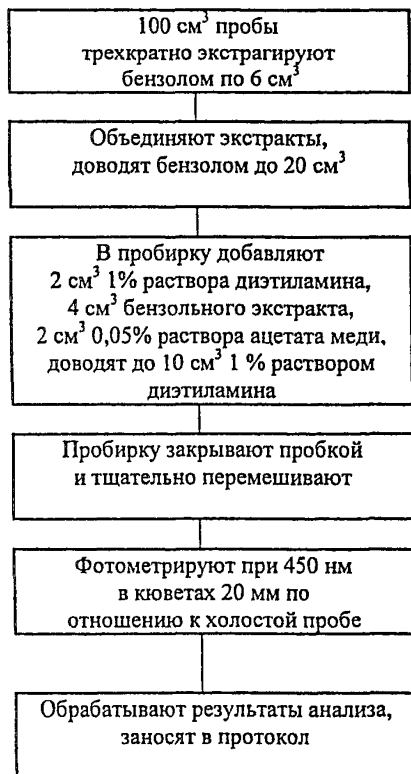 100 см³ пробы
трехкратно экстрагируют
бензолом по 6 см³
Объединяют экстракты,
доводят бензолом до 20 см³
В пробирку добавляют
2 см³ 1% раствора диэтиламина,
4 см³ бензольного экстракта,
2 см³ 0,05% раствора ацетата меди,
доводят до 10 см³ 1 % раствором
диэтиламина
Пробирку закрывают пробкой
и тщательно перемешивают
Фотометрируют при 450 нм
в кюветах 20 мм по
отношению к холостой пробе
Обрабатывают результаты анализа,
заносят в протокол